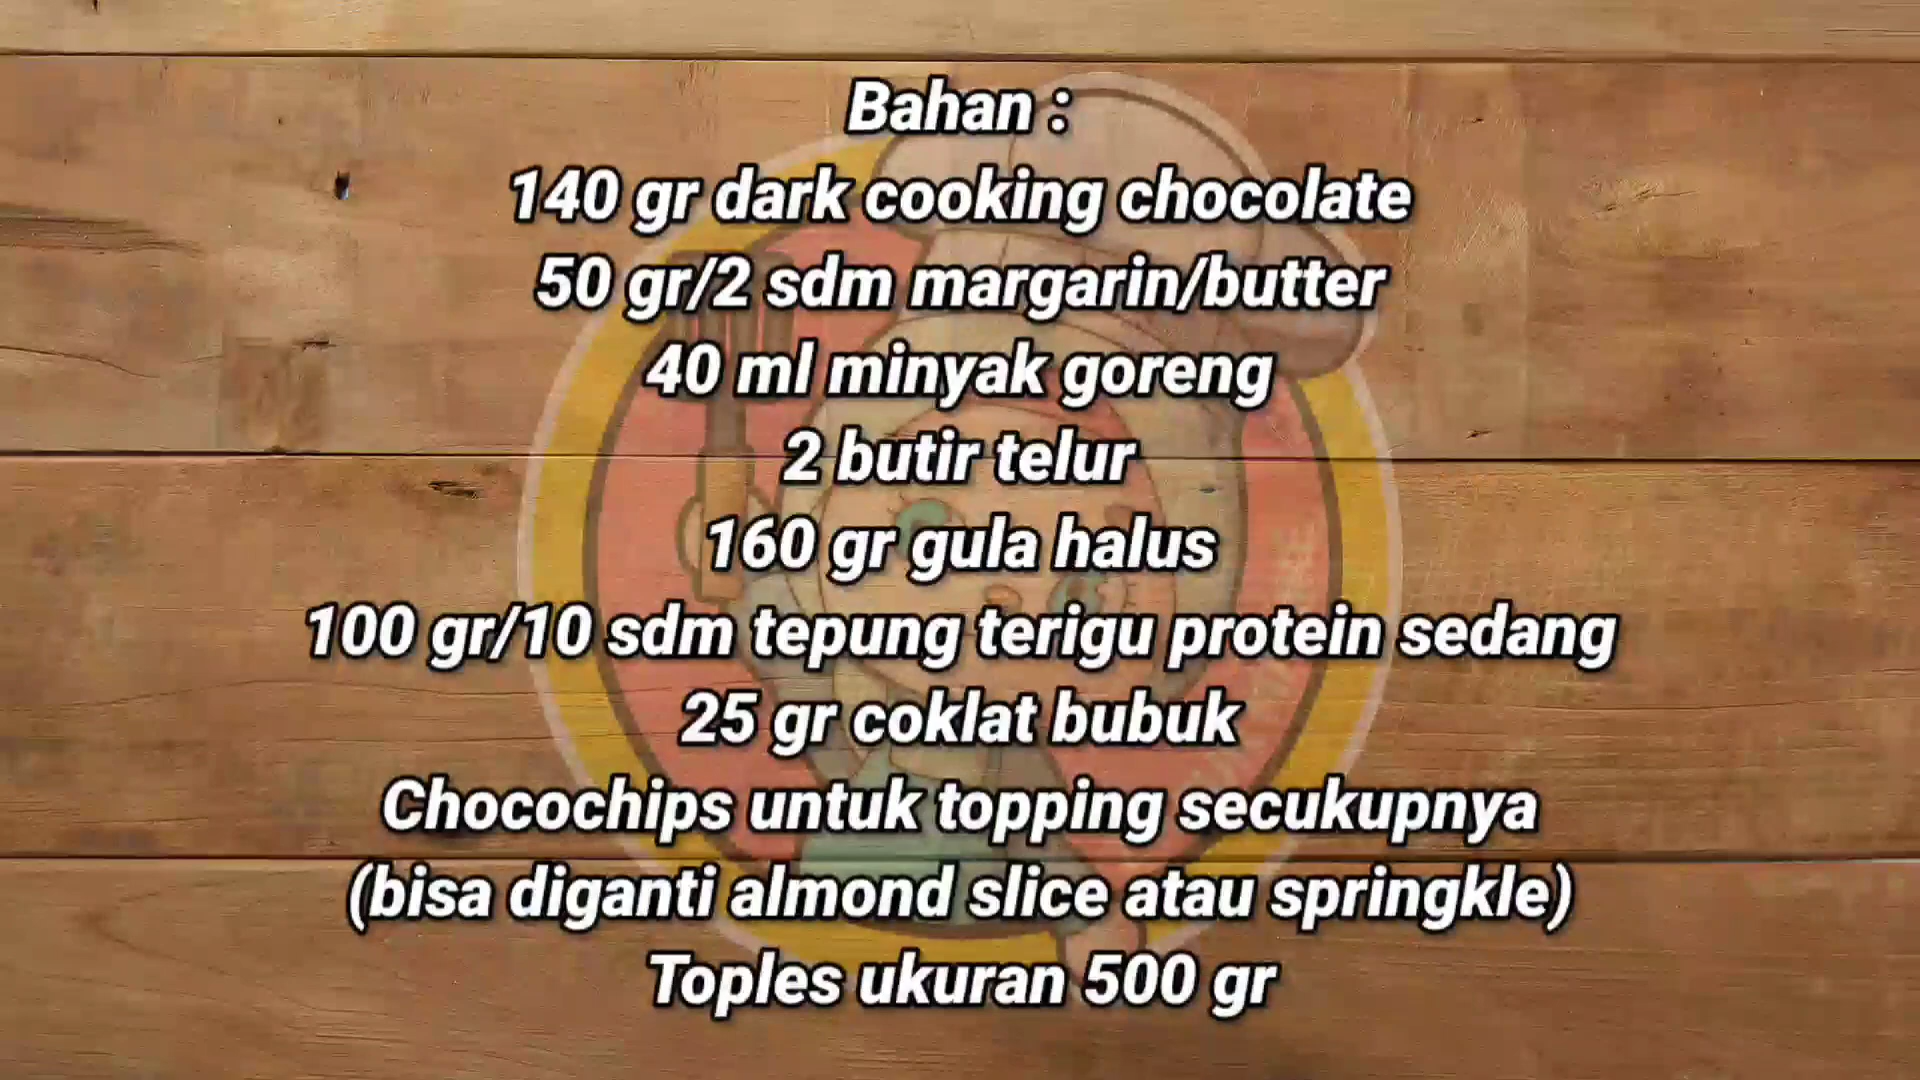 Bahan :
140 gr dark cooking chocolate
50 gr/2 sdm margarin/butter
40 ml minyak goreng
2 butir telur
160 gr gula halus
100 gr/10 sdm tepung terigu protein sedang
25 gr coklat bubuk
Chocochips untuk topping secukupnya
(bisa diganti almond slice atau springkle)
Toples ukuran 500 gr